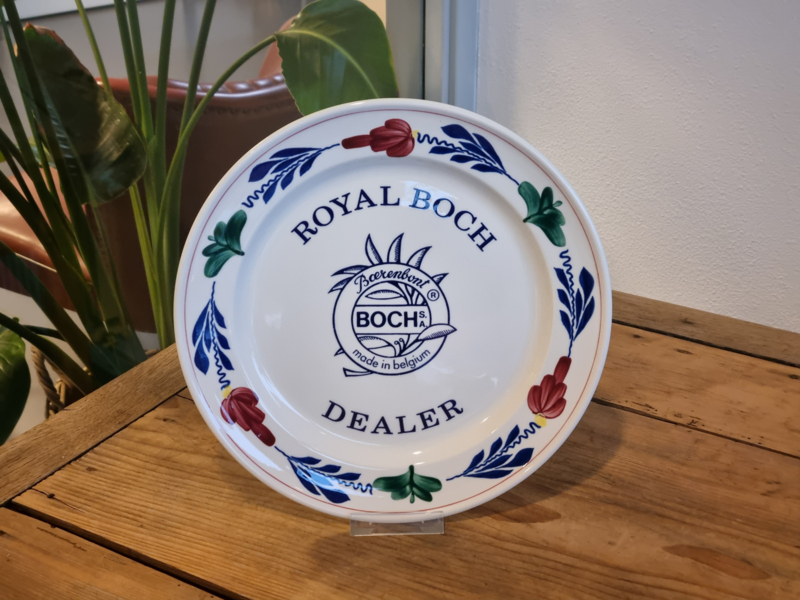 ROYAL BOCH
Boerenbont ®
BOCH S.A.
made in belgium
DEALER